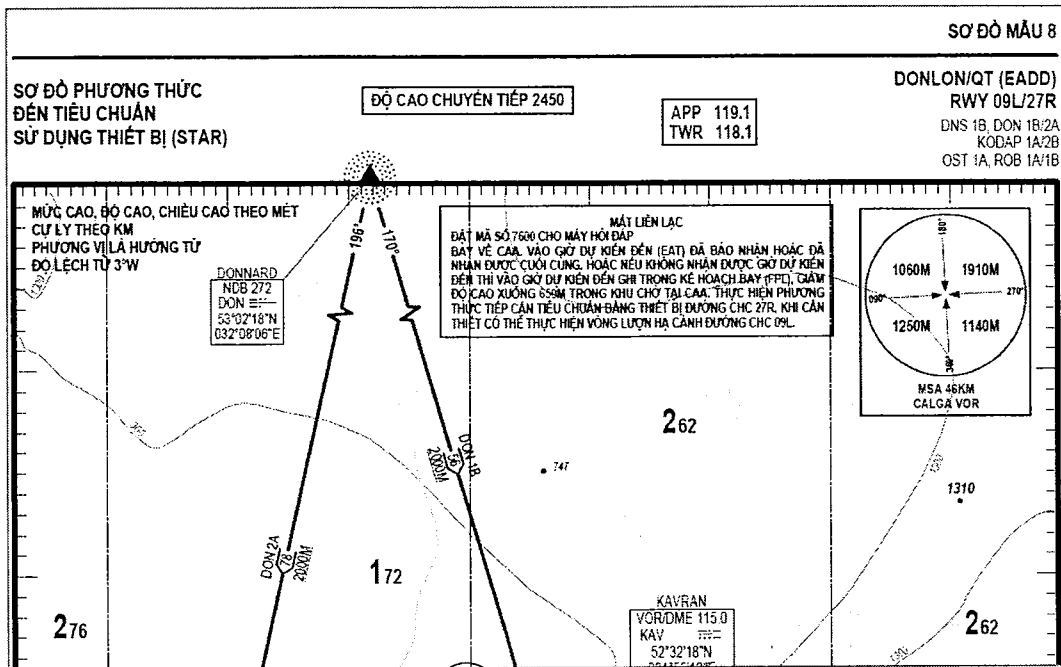 SƠ ĐỒ MẪU 8
SƠ ĐỒ PHƯƠNG THỨC
ĐẾN TIÊU CHUẨN
SỬ DỤNG THIẾT BỊ (STAR)
ĐỘ CAO CHUYỂN TIẾP 2450
APP 119.1
TWR 118.1
DONLON/QT (EADD)
RWY 09L/27R
DNS 1B, DON 1B/2A
KODAP 1A/2B
OST 1A, ROB 1A/1B
MỨC CAO, ĐỘ CAO, CHIỀU CAO THEO MÉT
CỰ LY THEO KM
PHƯƠNG VỊ LÀ HƯỚNG TỪ
ĐỘ LỆCH TỪ 3°W
196°
170°
MẤT LIÊN LẠC
ĐẶT MÃ SỐ 7600 CHO MÁY HỎI ĐÁP
BAY VỀ CAA. VÀO GIỜ DỰ KIẾN ĐẾN (EAT) ĐÃ BÁO NHẬN HOẶC ĐÃ
NHẬN ĐƯỢC CUỐI CÙNG. HOẶC NẾU KHÔNG NHẬN ĐƯỢC GIỜ DỰ KIẾN
ĐẾN THÌ VÀO GIỜ DỰ KIẾN ĐẾN GHI TRONG KẾ HOẠCH BAY (FPL), GIẢM
ĐỘ CAO XUỐNG 650M TRONG KHU CHỜ TẠI CAA. THỰC HIỆN PHƯƠNG
THỨC TIẾP CẬN TIÊU CHUẨN BẰNG THIẾT BỊ ĐƯỜNG CHC 27R, KHI CẦN
THIẾT CÓ THỂ THỰC HIỆN VÒNG LƯỢN HẠ CÁNH ĐƯỜNG CHC 09L.
180°
1060M
1910M
090°
270°
1250M
1140M
360°
MSA 46KM
CALGA VOR
DONNARD
NDB 272
DON
53°02'18"N
032°08'06"E
900
262
DON 1B
56
2000M
747
1310
DON 2A
78
2000M
172
276
KAVRAN
VOR/DME 115.0
KAV
52°32'18"N
262